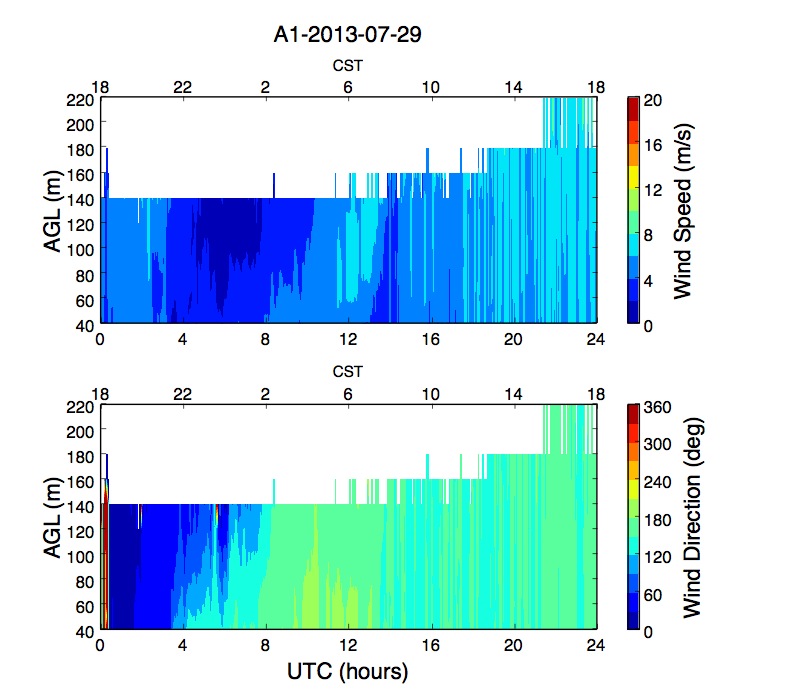 A1-2013-07-29
CST
18 22 2 6 10 14 18
220
200
180
160
140
120
100
80
60
40
AGL (m)
0 4 8 12 16 20 24
20
16
12
8
4
0
Wind Speed (m/s)
CST
18 22 2 6 10 14 18
220
200
180
160
140
120
100
80
60
40
AGL (m)
0 4 8 12 16 20 24
UTC (hours)
360
300
240
180
120
60
0
Wind Direction (deg)